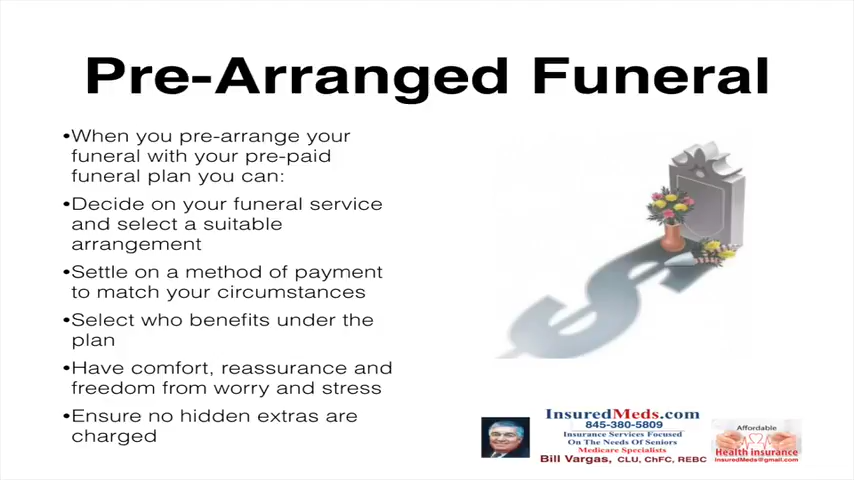 Pre-Arranged Funeral
•When you pre-arrange your
funeral with your pre-paid
funeral plan you can:
•Decide on your funeral service
and select a suitable
arrangement
•Settle on a method of payment
to match your circumstances
•Select who benefits under the
plan
•Have comfort, reassurance and
freedom from worry and stress
•Ensure no hidden extras are
charged
InsuredMeds.com
845-380-5809
Insurance Services Focused
On The Needs Of Seniors
Medicare Specialists
Bill Vargas, CLU, ChFC, REBC
Affordable
Health insurance
InsuredMeds@gmail.com